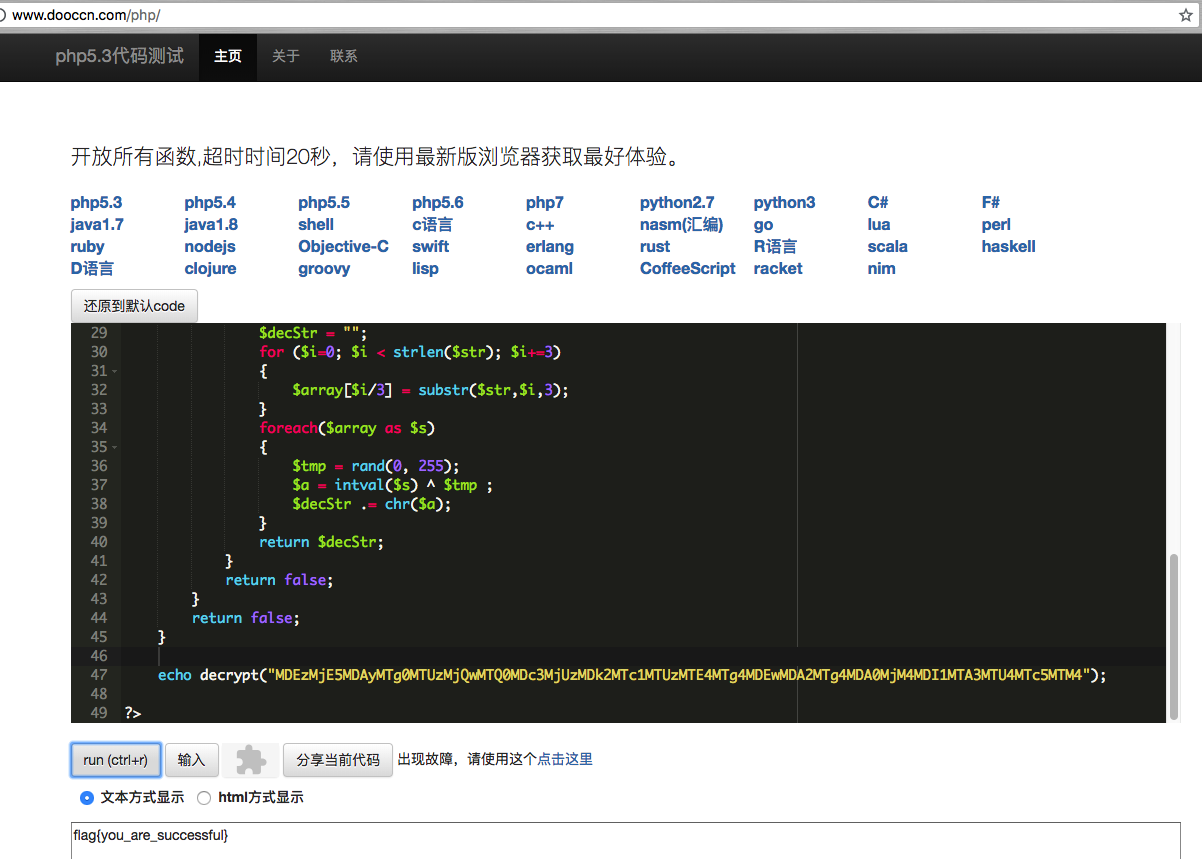 www.dooccn.com/php/
php5.3代码测试 主页 关于 联系
开放所有函数,超时时间20秒，请使用最新版浏览器获取最好体验。
php5.3 php5.4 php5.5 php5.6 php7 python2.7 python3 C# F#
java1.7 java1.8 shell c语言 c++ nasm(汇编) go lua perl
ruby nodejs Objective-C swift erlang rust R语言 scala haskell
D语言 clojure groovy lisp ocaml CoffeeScript racket nim
还原到默认code
29 $decStr = "";
30 for ($i=0; $i < strlen($str); $i+=3)
31 {
32 $array[$i/3] = substr($str,$i,3);
33 }
34 foreach($array as $s)
35 {
36 $tmp = rand(0, 255);
37 $a = intval($s) ^ $tmp ;
38 $decStr .= chr($a);
39 }
40 return $decStr;
41 }
42 return false;
43 }
44 return false;
45 }
46
47 echo decrypt("MDEzMjE5MDAyMTg0MTUzMjQwMTQ0MDc3MjUzMDk2MTc1MTUzMTE4MTg4MDEwMDA2MTg4MDA0MjM4MDI1MTA3MTU4MTc5MTM4");
48
49 ?>
run (ctrl+r) 输入 分享当前代码 出现故障，请使用这个点击这里
文本方式显示 html方式显示
flag{you_are_successful}